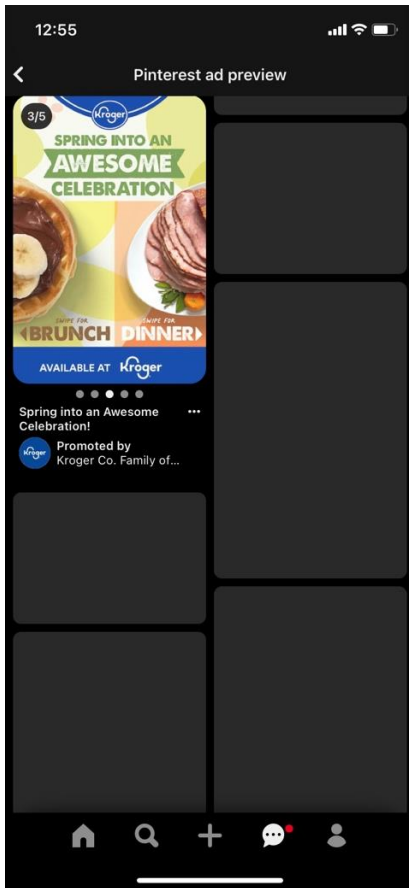 12:55
Pinterest ad preview
3/5
Kroger
SPRING INTO AN
AWESOME
CELEBRATION
SWIPE FOR
BRUNCH
SWIPE FOR
DINNER
AVAILABLE AT Kroger
Spring into an Awesome
Celebration!
Kroger
Promoted by
Kroger Co. Family of...